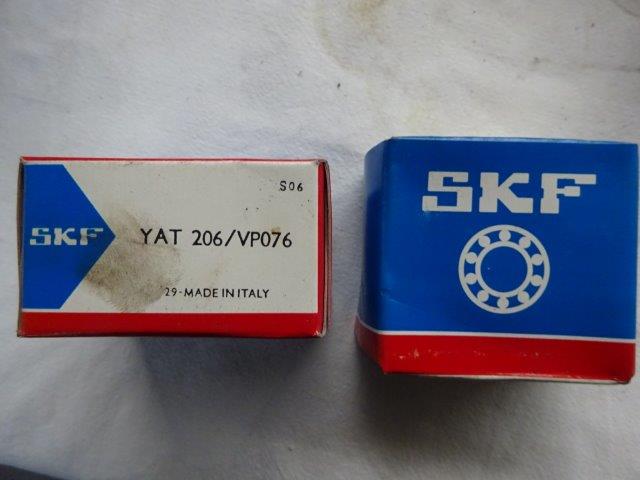 S06
SKF
YAT 206/VP076
29-MADE IN ITALY
SKF